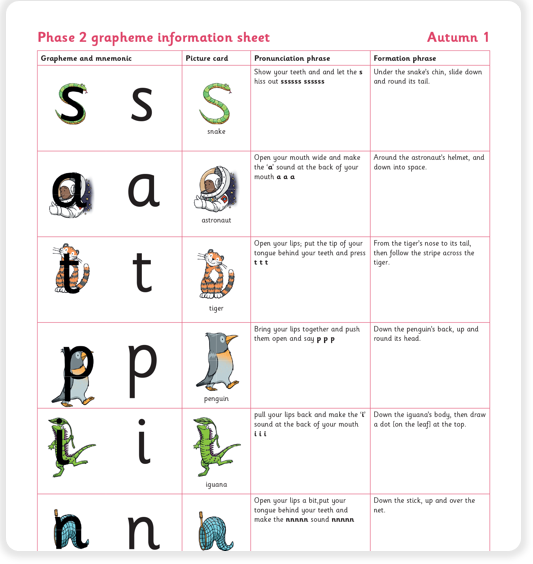 Phase 2 grapheme information sheet Autumn 1
Grapheme and mnemonic Picture card Pronunciation phrase Formation phrase
s s
snake
Show your teeth and and let the s
hiss out ssssss ssssss
Under the snake's chin, slide down
and round its tail.
a a
astronaut
Open your mouth wide and make
the 'a' sound at the back of your
mouth a a a
Around the astronaut's helmet, and
down into space.
t t
tiger
Open your lips; put the tip of your
tongue behind your teeth and press
t t t
From the tiger's nose to its tail,
then follow the stripe across the
tiger.
p p
penguin
Bring your lips together and push
them open and say p p p
Down the penguin's back, up and
round its head.
i i
iguana
pull your lips back and make the 'i'
sound at the back of your mouth
i i i
Down the iguana's body, then draw
a dot (on the leaf) at the top.
n n
Open your lips a bit,put your
tongue behind your teeth and
make the nnnnn sound nnnnn
Down the stick, up and over the
net.